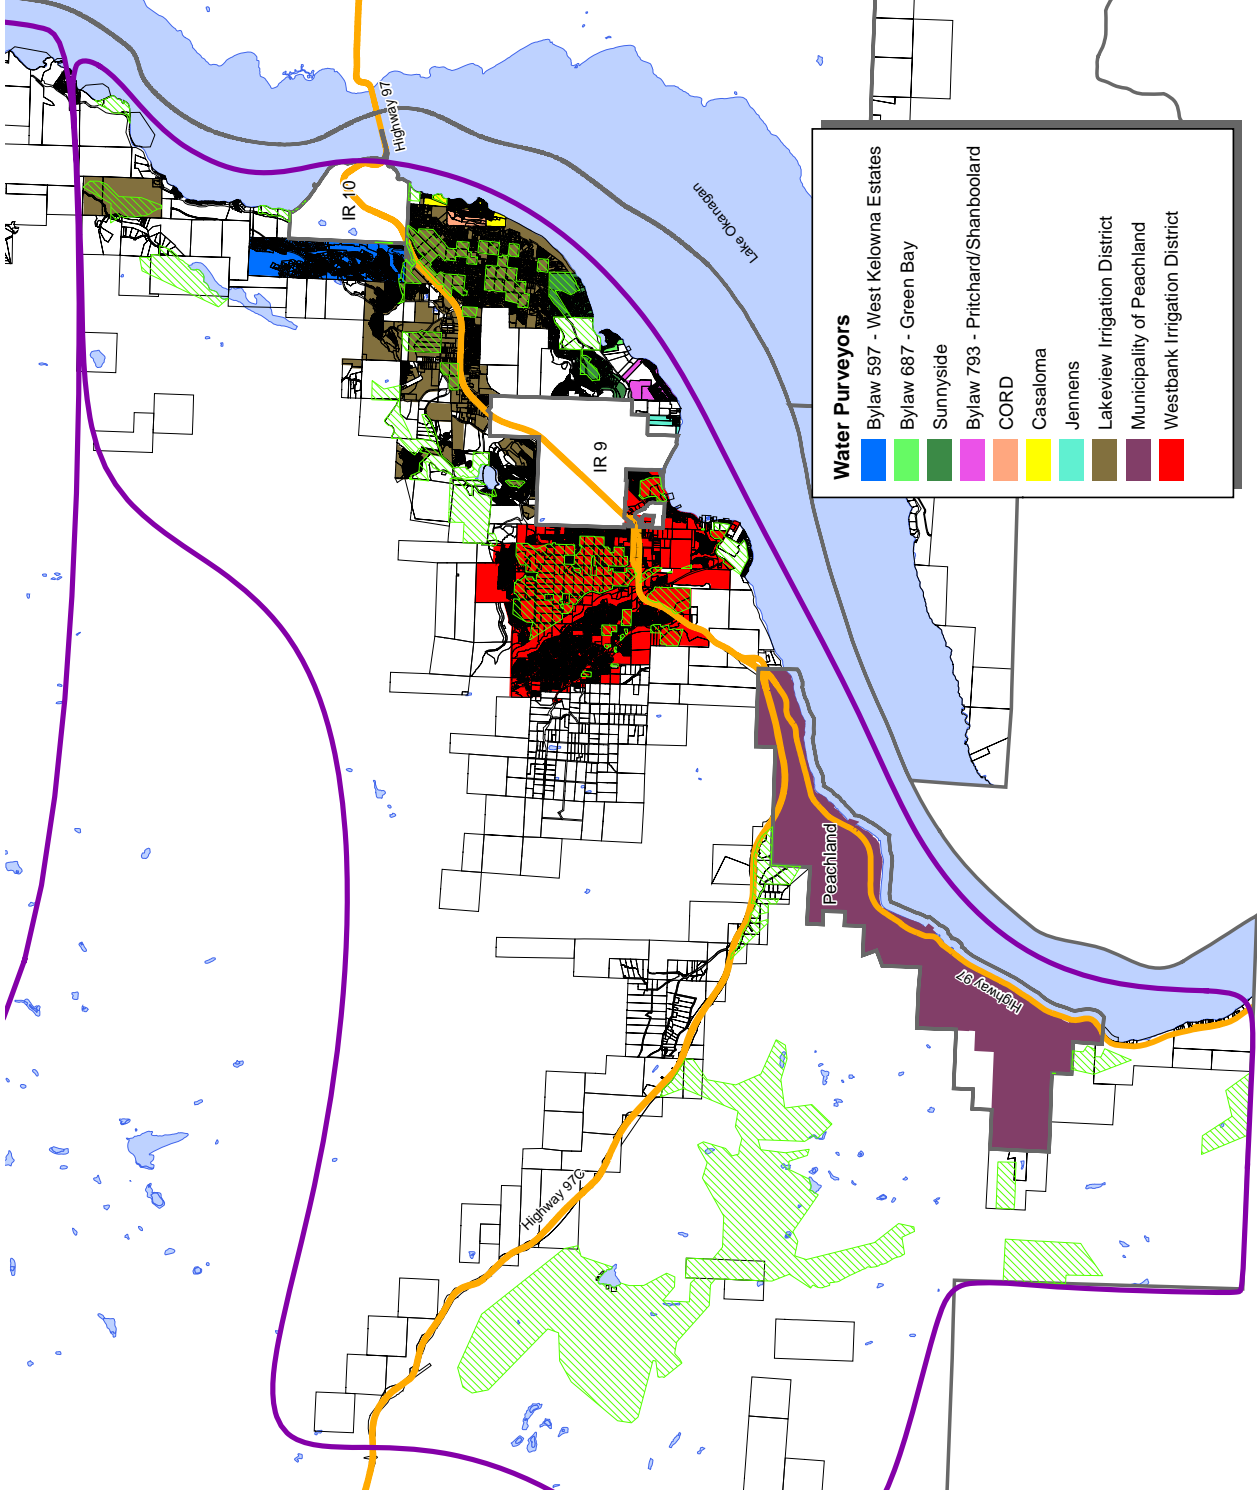 Highway 97
IR 10
Lake Okanagan
IR 9
Peachland
Highway 97
Highway 97C
Water Purveyors
Bylaw 597 - West Kelowna Estates
Bylaw 687 - Green Bay
Sunnyside
Bylaw 793 - Pritchard/Shanboolard
CORD
Casaloma
Jennens
Lakeview Irrigation District
Municipality of Peachland
Westbank Irrigation District